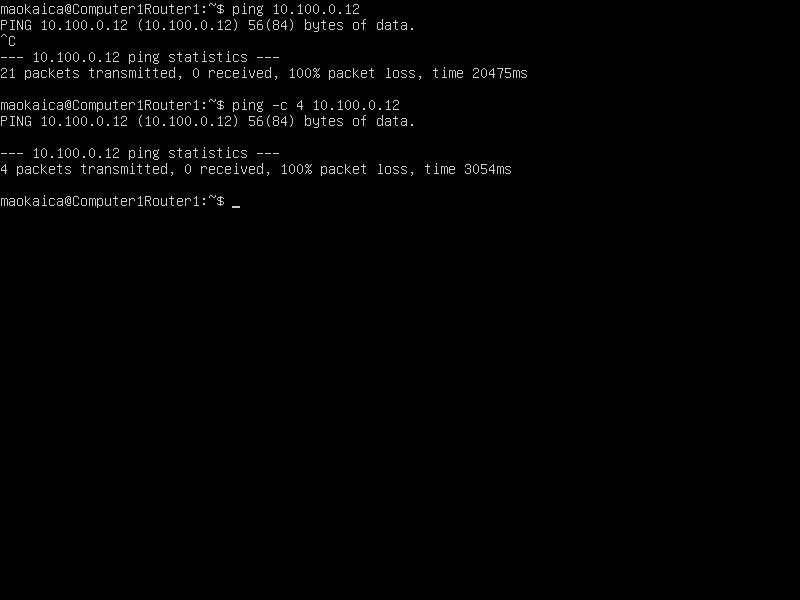 maokaica@Computer1Router1:~$ ping 10.100.0.12
PING 10.100.0.12 (10.100.0.12) 56(84) bytes of data.
^C
--- 10.100.0.12 ping statistics ---
21 packets transmitted, 0 received, 100% packet loss, time 20475ms
maokaica@Computer1Router1:~$ ping -c 4 10.100.0.12
PING 10.100.0.12 (10.100.0.12) 56(84) bytes of data.
--- 10.100.0.12 ping statistics ---
4 packets transmitted, 0 received, 100% packet loss, time 3054ms
maokaica@Computer1Router1:~$ _